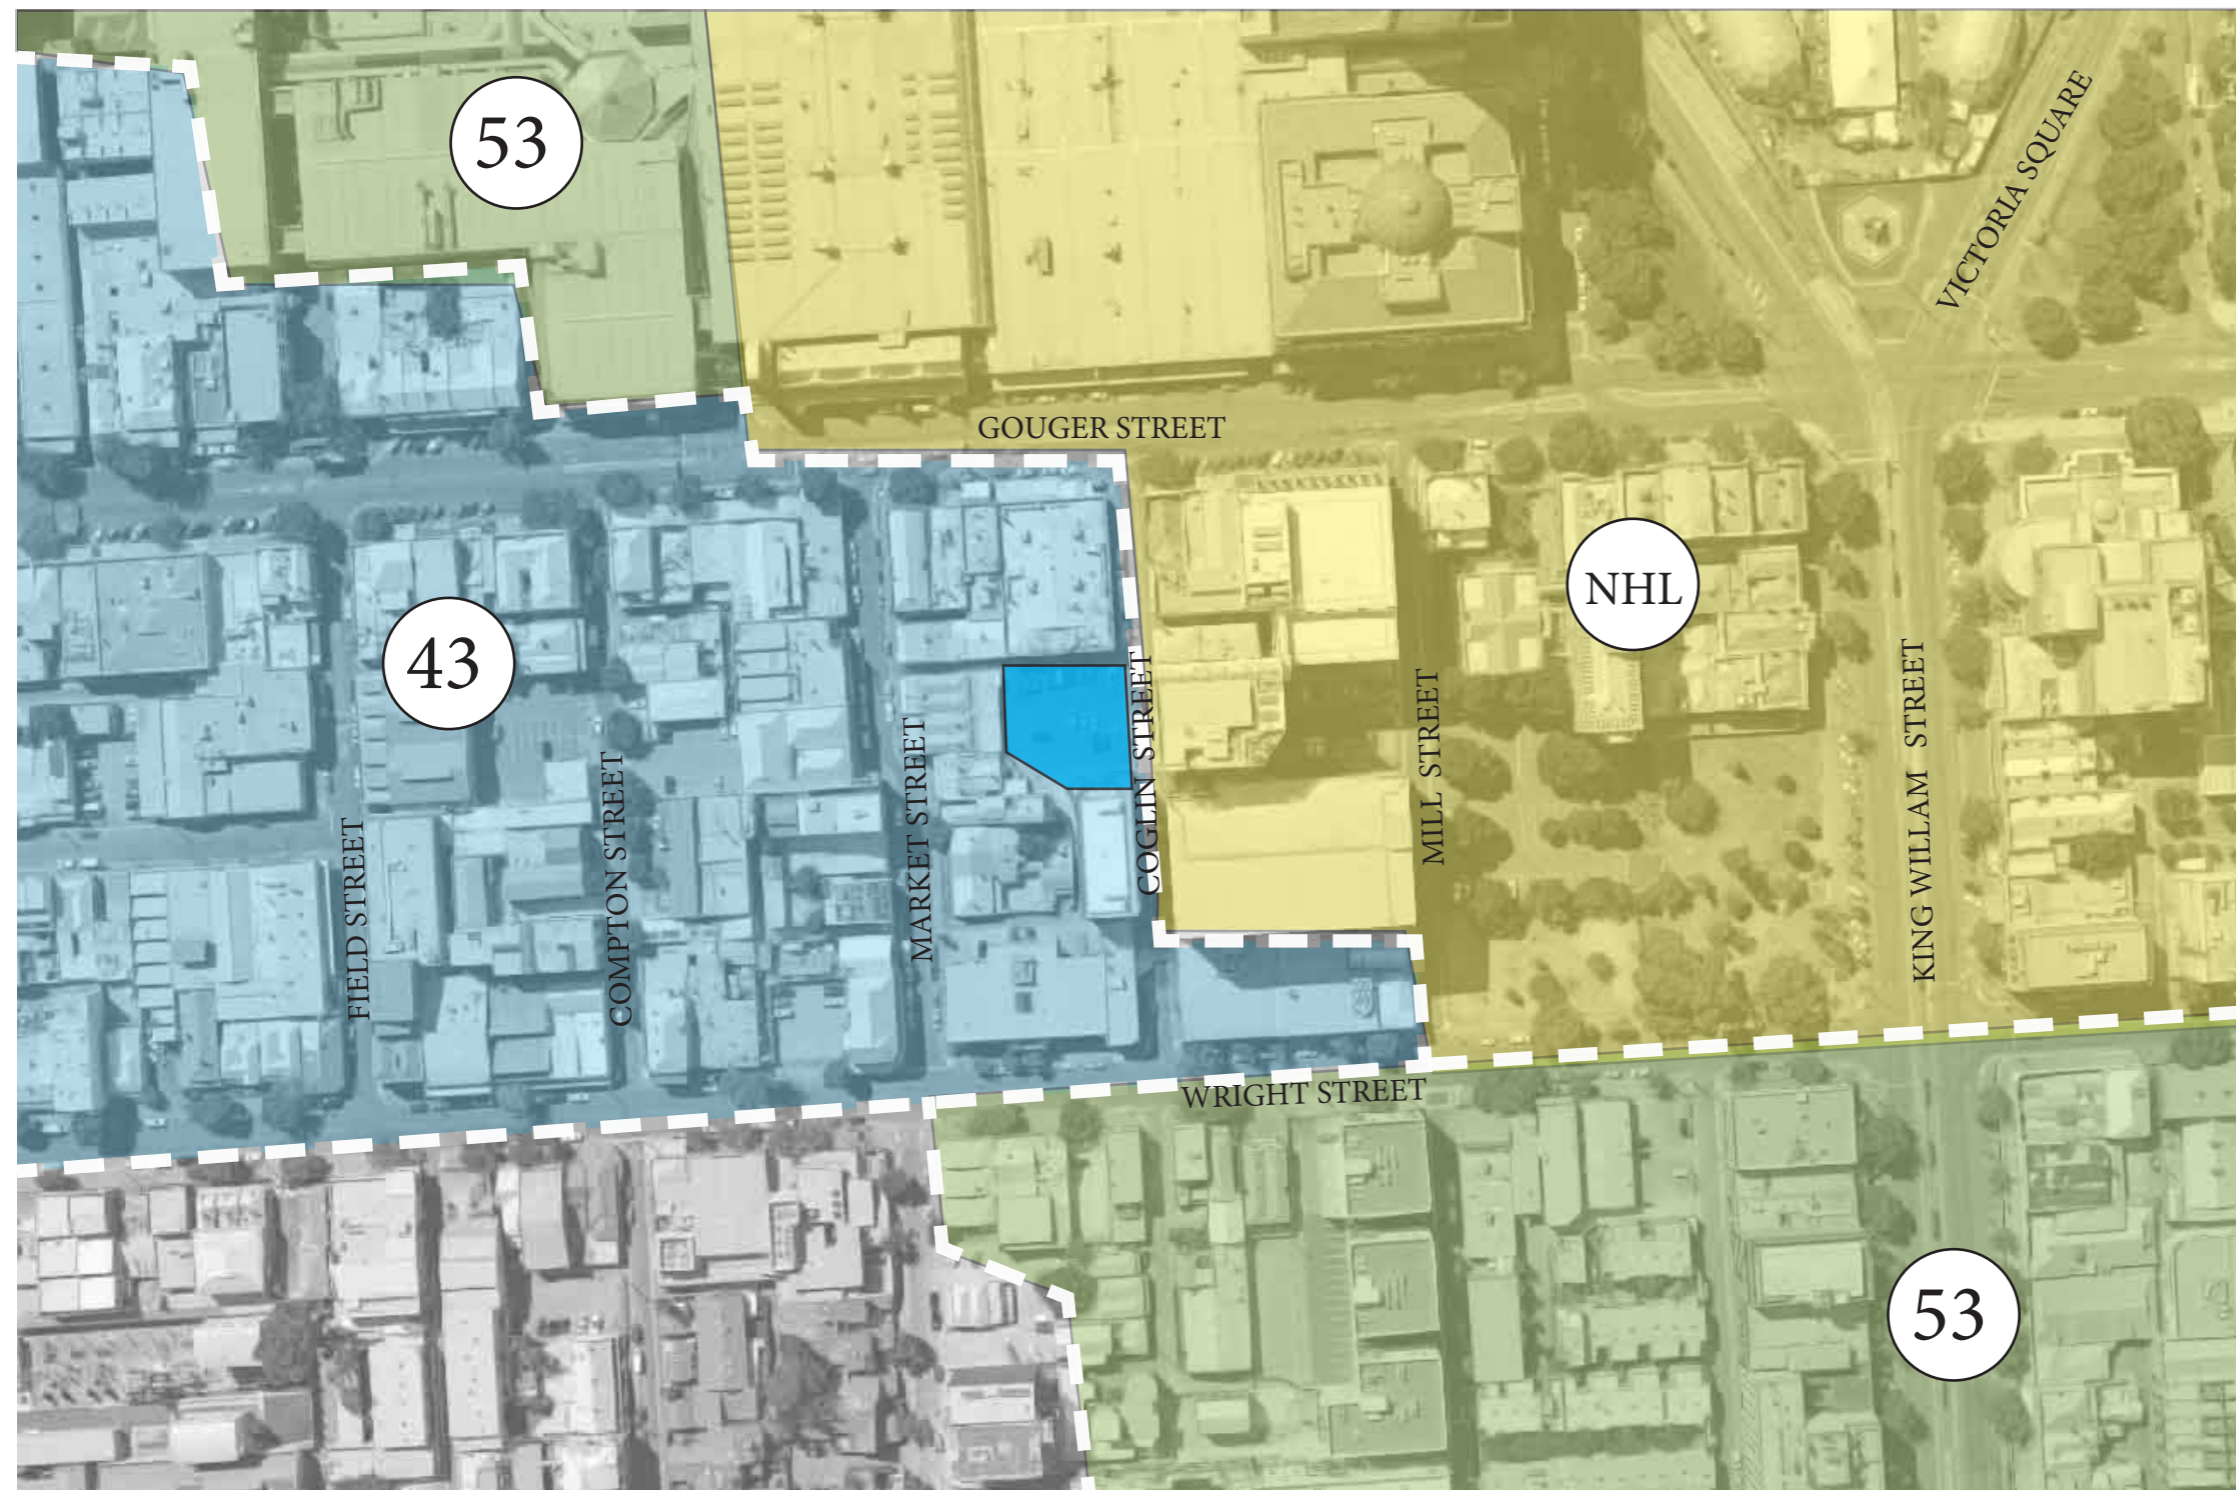 53
VICTORIA SQUARE
GOUGER STREET
NHL
43
COGLIN STREET
MILL STREET
KING WILLAM STREET
MARKET STREET
COMPTON STREET
FIELD STREET
WRIGHT STREET
53